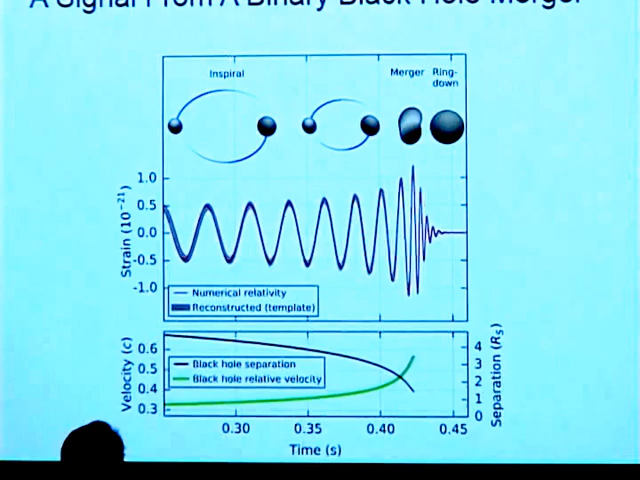 A Signal From A Binary Black Hole Merger
Inspiral
Merger
Ring-
down
Strain (10⁻²¹)
1.0
0.5
0.0
-0.5
-1.0
Numerical relativity
Reconstructed (template)
Velocity (c)
0.6
0.5
0.4
0.3
Black hole separation
Black hole relative velocity
4
3
2
1
0
Separation (R_S)
0.30
0.35
0.40
0.45
Time (s)